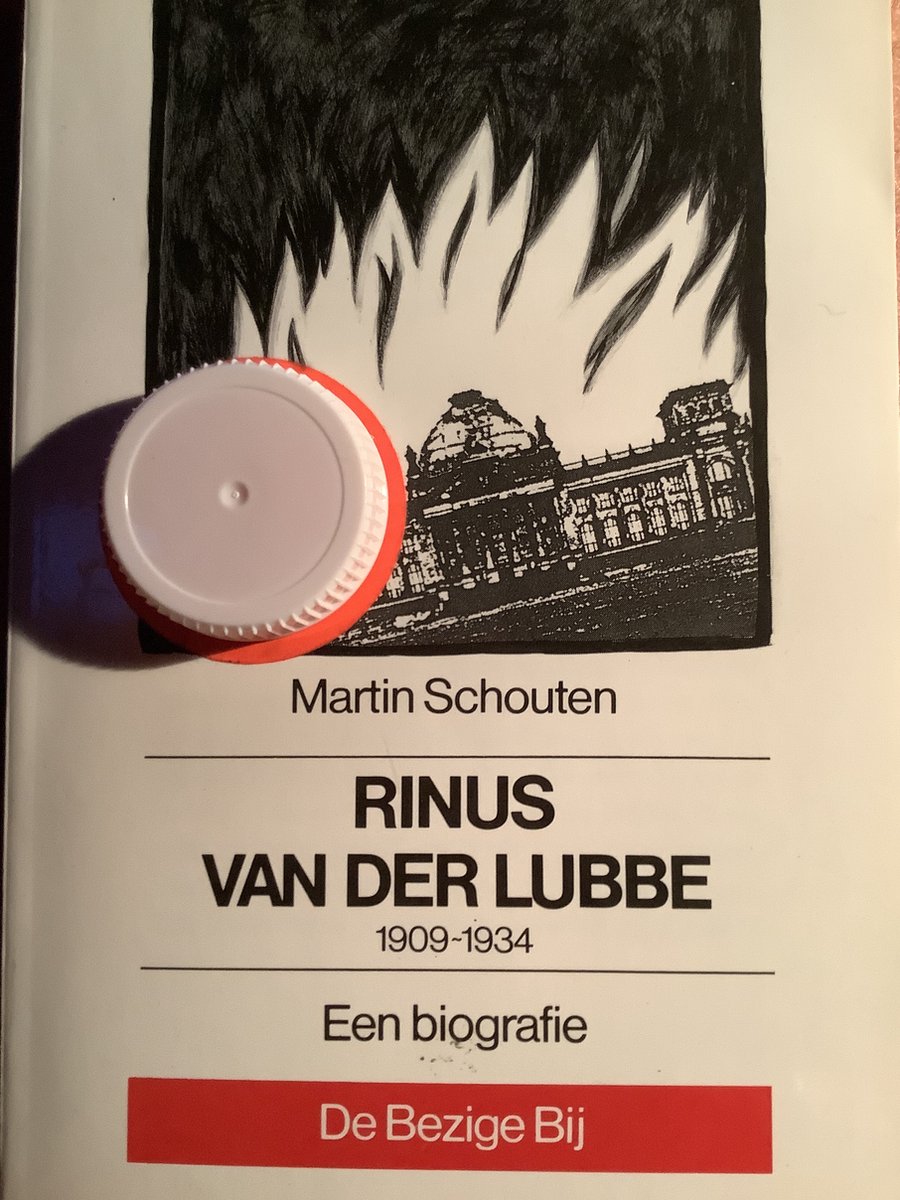 Martin Schouten
RINUS
VAN DER LUBBE
1909-1934
Een biografie
De Bezige Bij